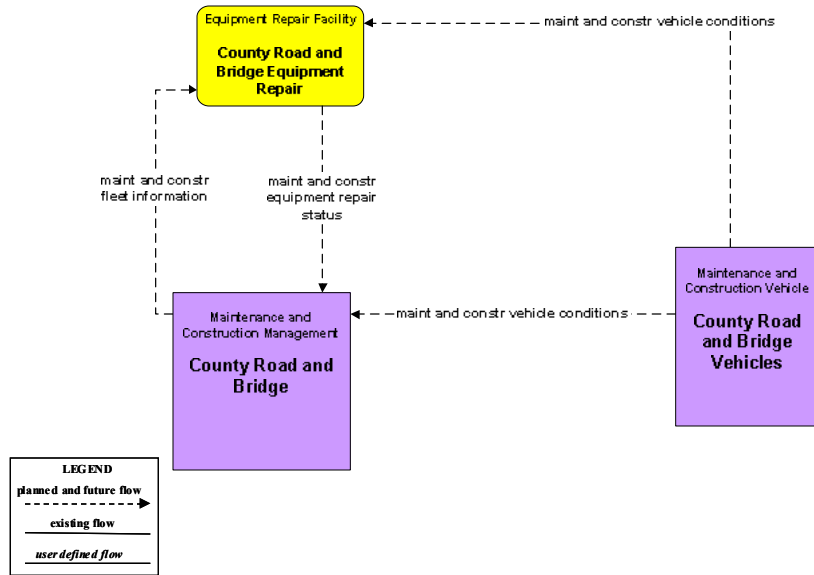 Equipment Repair Facility
County Road and
Bridge Equipment
Repair
maint and constr vehicle conditions
maint and constr
fleet information
maint and constr
equipment repair
status
Maintenance and
Construction Vehicle
County Road
and Bridge
Vehicles
Maintenance and
Construction Management
County Road and
Bridge
maint and constr vehicle conditions
LEGEND
planned and future flow
existing flow
user defined flow